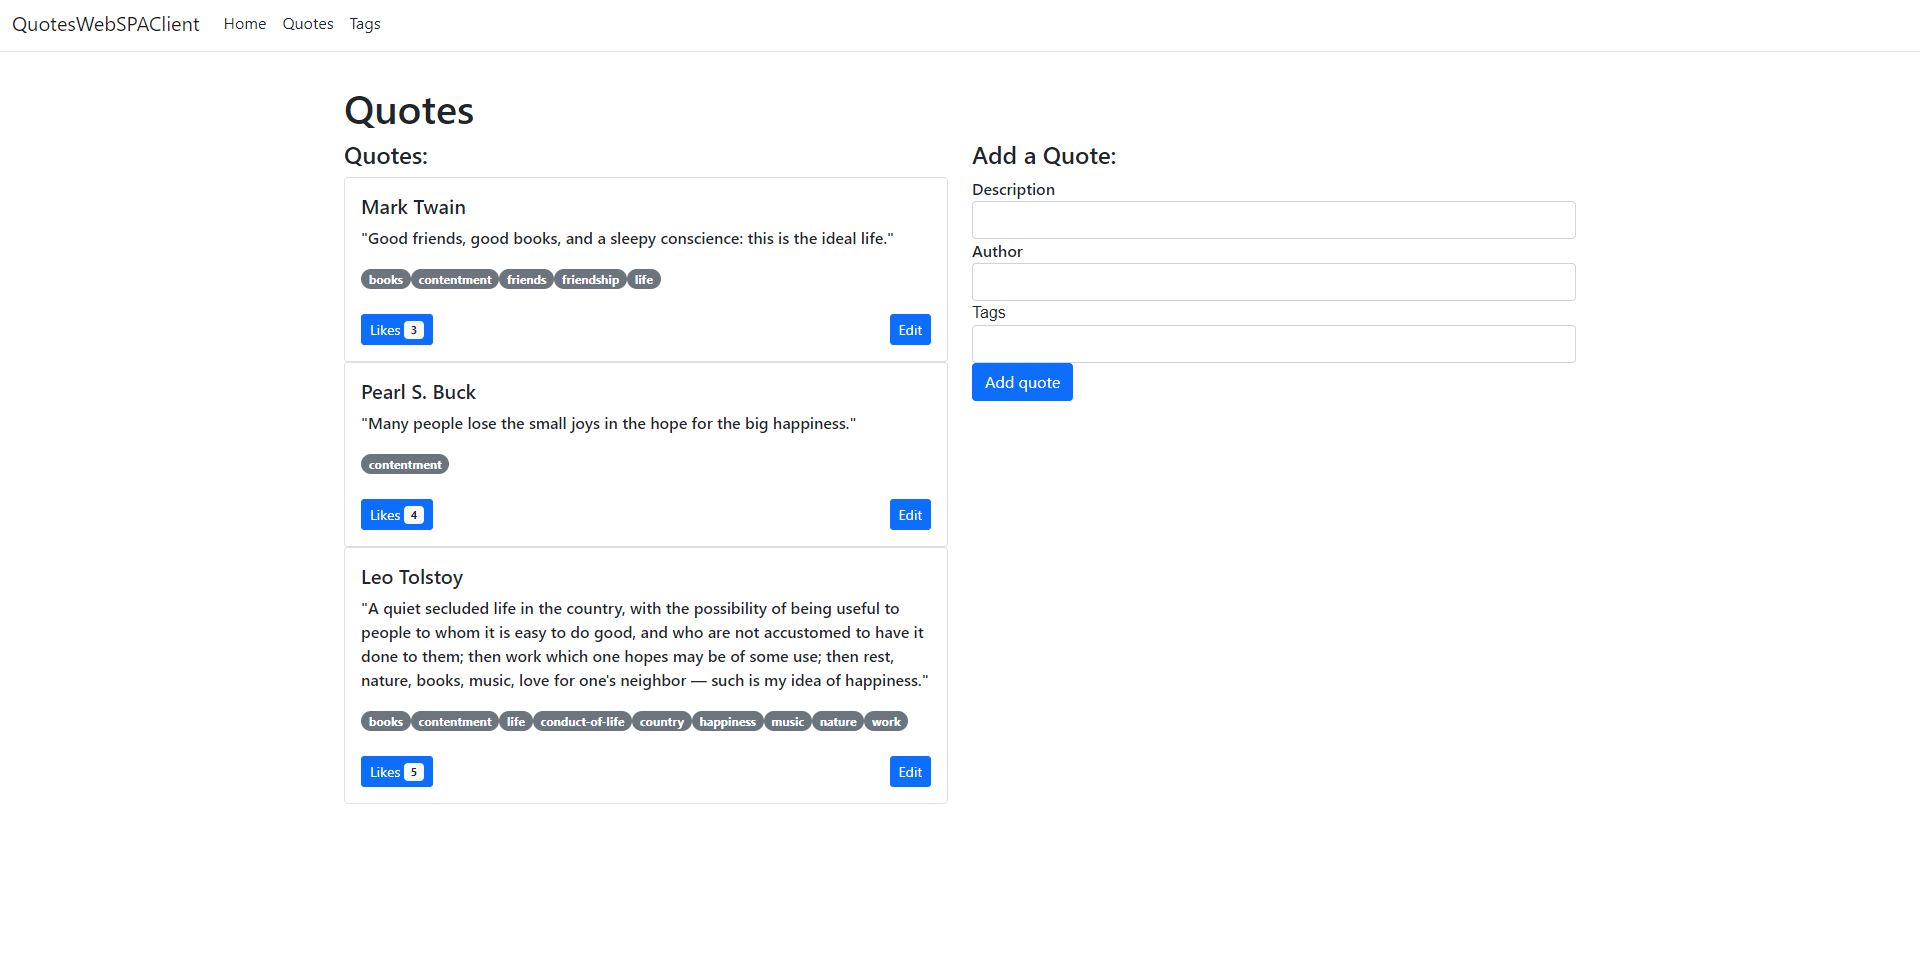 QuotesWebSPAClient Home Quotes Tags
Quotes
Quotes:
Mark Twain
"Good friends, good books, and a sleepy conscience: this is the ideal life."
books contentment friends friendship life
Likes 3 Edit
Pearl S. Buck
"Many people lose the small joys in the hope for the big happiness."
contentment
Likes 4 Edit
Leo Tolstoy
"A quiet secluded life in the country, with the possibility of being useful to
people to whom it is easy to do good, and who are not accustomed to have it
done to them; then work which one hopes may be of some use; then rest,
nature, books, music, love for one's neighbor — such is my idea of happiness."
books contentment life conduct-of-life country happiness music nature work
Likes 5 Edit
Add a Quote:
Description
Author
Tags
Add quote